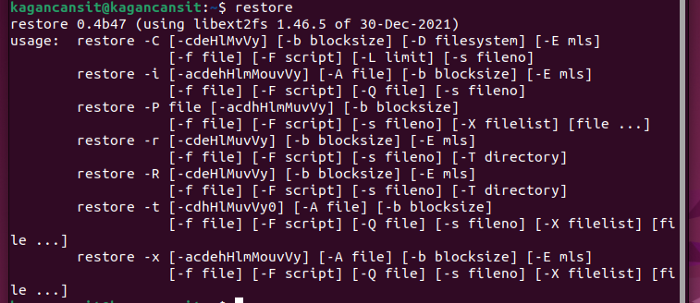 kagancansit@kagancansit:~$ restore
restore 0.4b47 (using libext2fs 1.46.5 of 30-Dec-2021)
usage:  restore -C [-cdeHlMvVy] [-b blocksize] [-D filesystem] [-E mls]
                   [-f file] [-F script] [-L limit] [-s fileno]
        restore -i [-acdehHlmMouvVy] [-A file] [-b blocksize] [-E mls]
                   [-f file] [-F script] [-Q file] [-s fileno]
        restore -P file [-acdhHlmMuvVy] [-b blocksize]
                   [-f file] [-F script] [-s fileno] [-X filelist] [file ...]
        restore -r [-cdeHlMuvVy] [-b blocksize] [-E mls]
                   [-f file] [-F script] [-s fileno] [-T directory]
        restore -R [-cdeHlMuvVy] [-b blocksize] [-E mls]
                   [-f file] [-F script] [-s fileno] [-T directory]
        restore -t [-cdhHlMuvVy0] [-A file] [-b blocksize]
                   [-f file] [-F script] [-Q file] [-s fileno] [-X filelist] [fi
le ...]
        restore -x [-acdehHlmMouvVy] [-A file] [-b blocksize] [-E mls]
                   [-f file] [-F script] [-Q file] [-s fileno] [-X filelist] [fi
le ...]